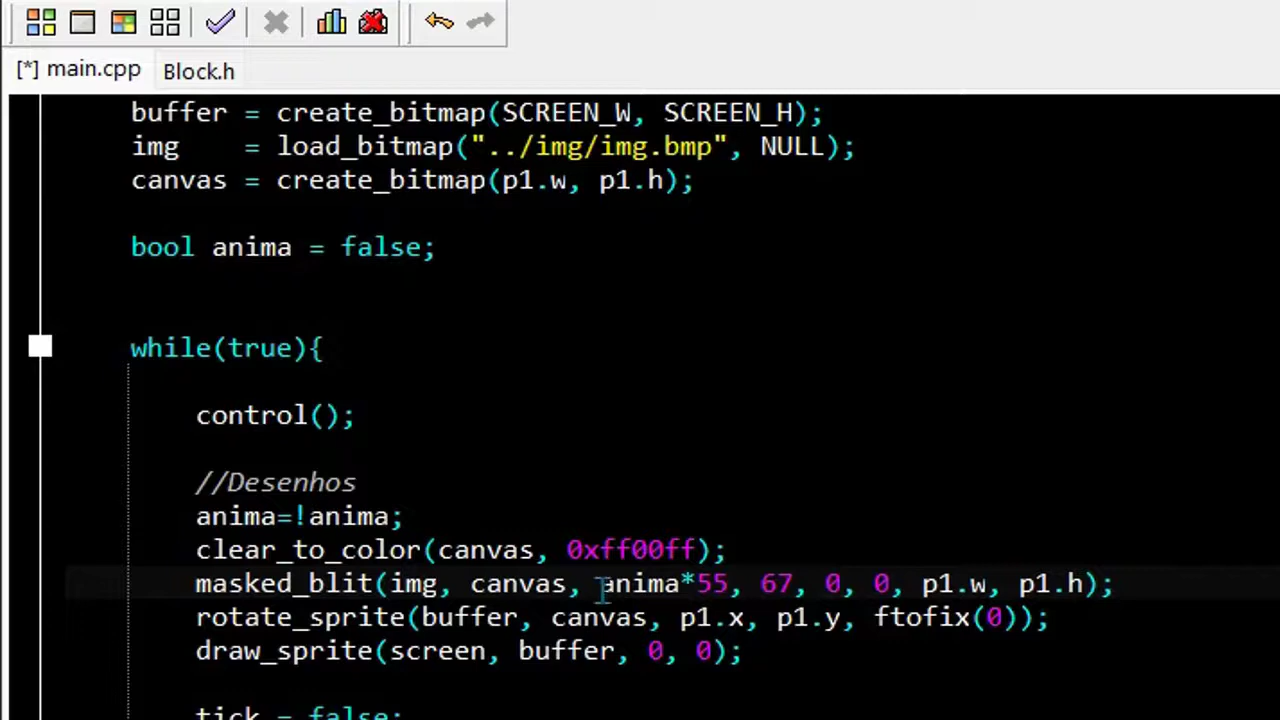 [*] main.cpp Block.h
buffer = create_bitmap(SCREEN_W, SCREEN_H);
img    = load_bitmap("../img/img.bmp", NULL);
canvas = create_bitmap(p1.w, p1.h);
bool anima = false;
while(true){
control();
//Desenhos
anima=!anima;
clear_to_color(canvas, 0xff00ff);
masked_blit(img, canvas, anima*55, 67, 0, 0, p1.w, p1.h);
rotate_sprite(buffer, canvas, p1.x, p1.y, ftofix(0));
draw_sprite(screen, buffer, 0, 0);
tick = false;